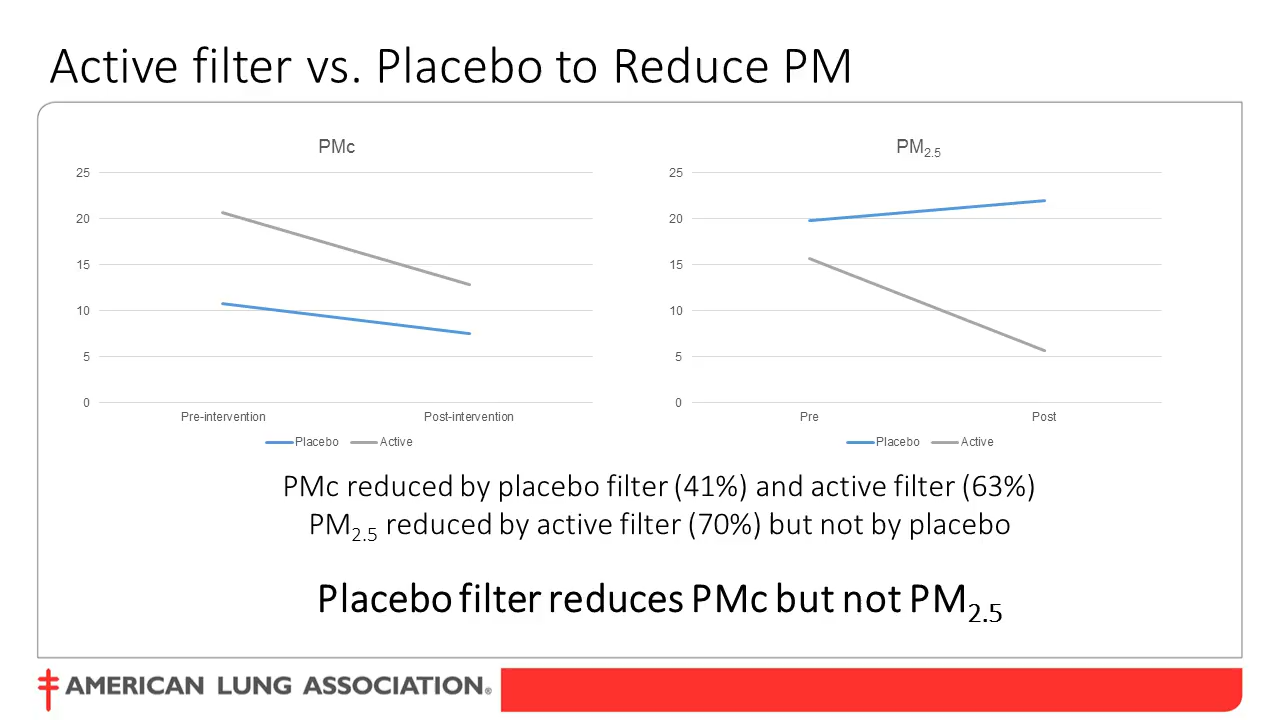 Active filter vs. Placebo to Reduce PM
PMc
25
20
15
10
5
0
Pre-intervention
Post-intervention
Placebo
Active
PM2.5
25
20
15
10
5
0
Pre
Post
Placebo
Active
PMc reduced by placebo filter (41%) and active filter (63%)
PM2.5 reduced by active filter (70%) but not by placebo
Placebo filter reduces PMc but not PM2.5
AMERICAN LUNG ASSOCIATION®